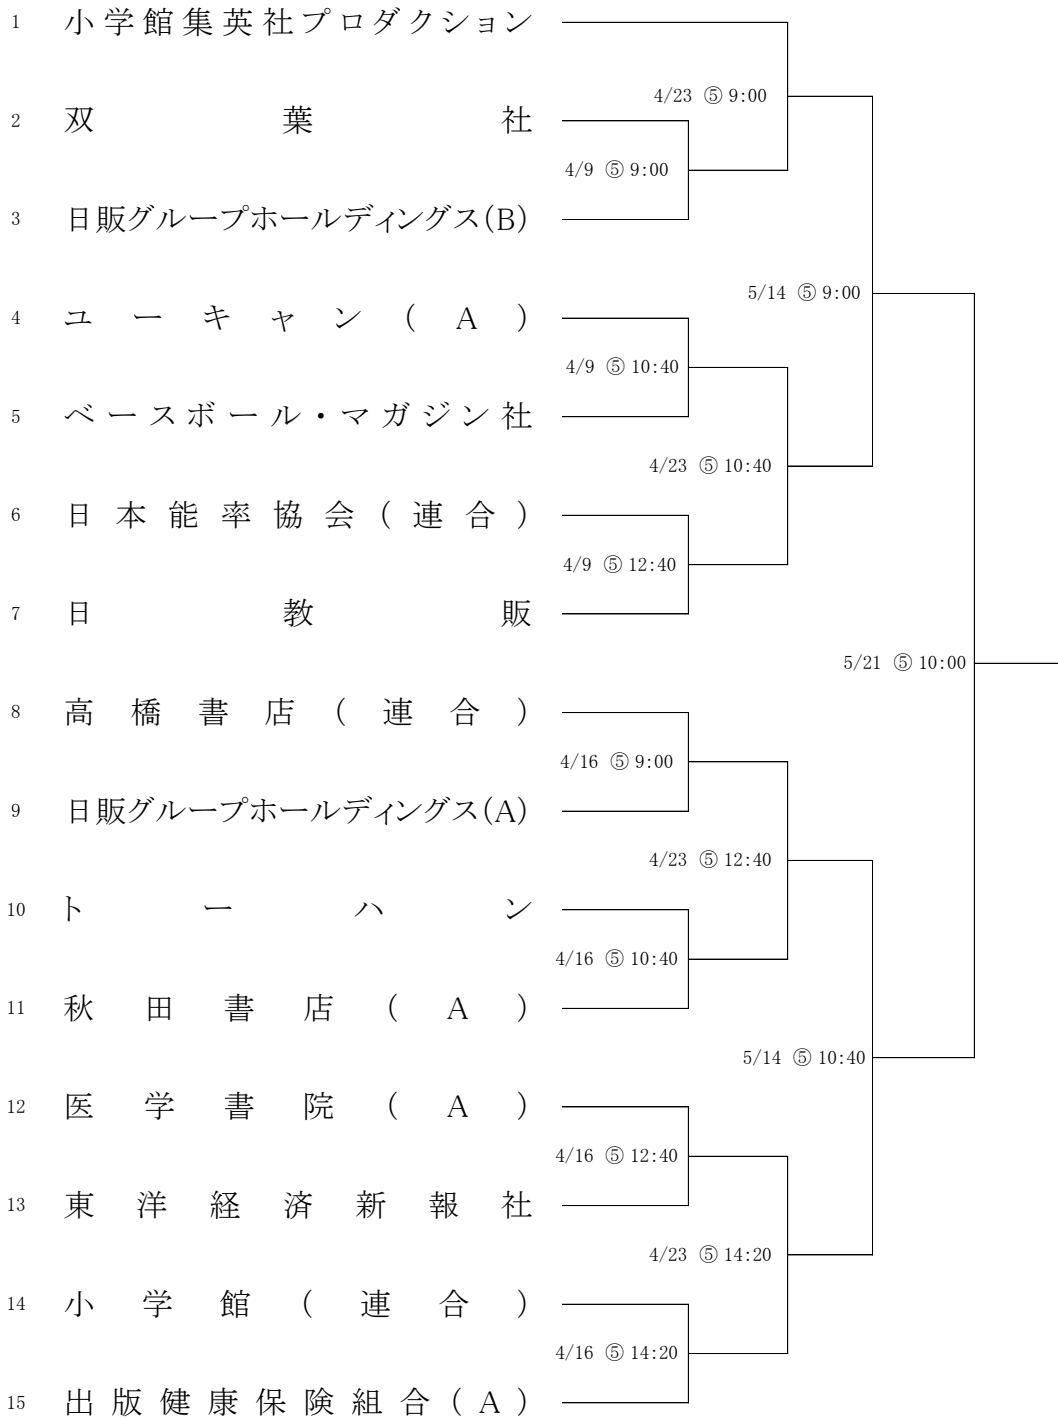 1 小学館集英社プロダクション
4/23 ⑤ 9:00
2 双葉社
4/9 ⑤ 9:00
3 日販グループホールディングス(B)
5/14 ⑤ 9:00
4 ユーキャン(A)
4/9 ⑤ 10:40
5 ベースボール・マガジン社
4/23 ⑤ 10:40
6 日本能率協会(連合)
4/9 ⑤ 12:40
7 日教販
5/21 ⑤ 10:00
8 高橋書店(連合)
4/16 ⑤ 9:00
9 日販グループホールディングス(A)
4/23 ⑤ 12:40
10 トーハン
4/16 ⑤ 10:40
11 秋田書店(A)
5/14 ⑤ 10:40
12 医学書院(A)
4/16 ⑤ 12:40
13 東洋経済新報社
4/23 ⑤ 14:20
14 小学館(連合)
4/16 ⑤ 14:20
15 出版健康保険組合(A)